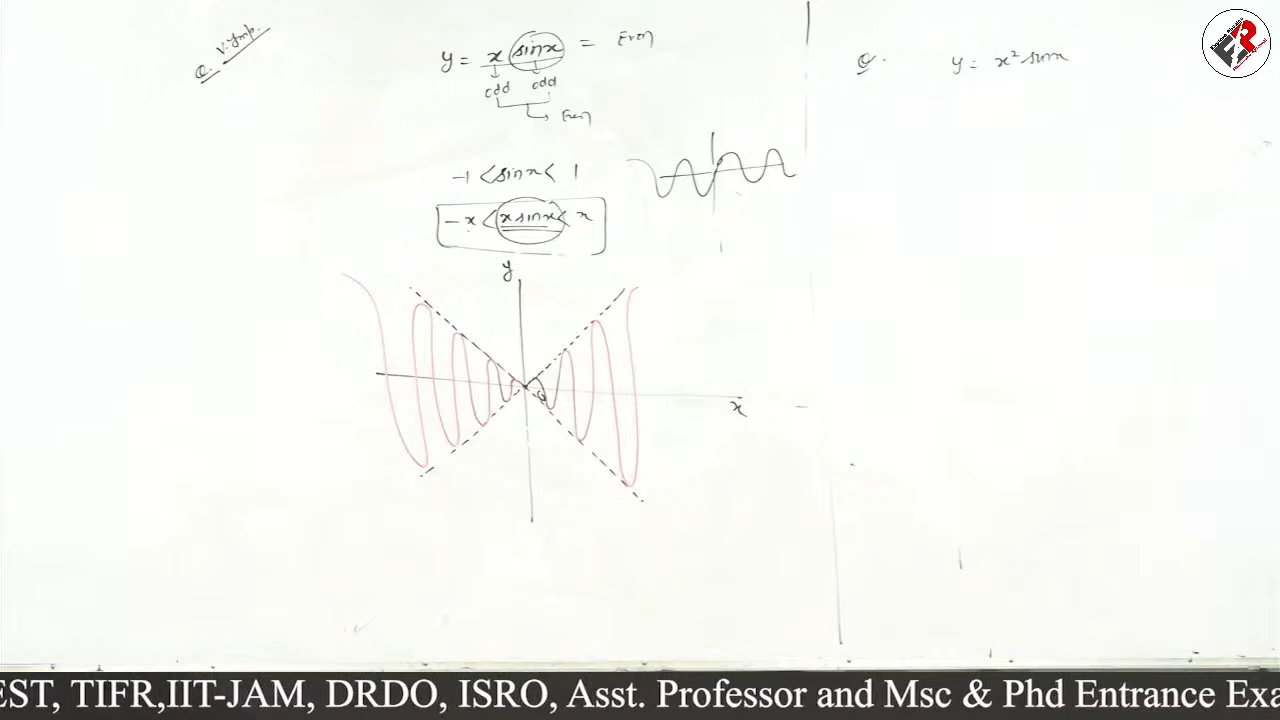 Q. V. Imp.
y = x sinx = Even
odd odd
Even
-1 < sinx < 1
-x < x sinx < x
y
x
Q. y = x² sinx
EST, TIFR,IIT-JAM, DRDO, ISRO, Asst. Professor and Msc & Phd Entrance Exa